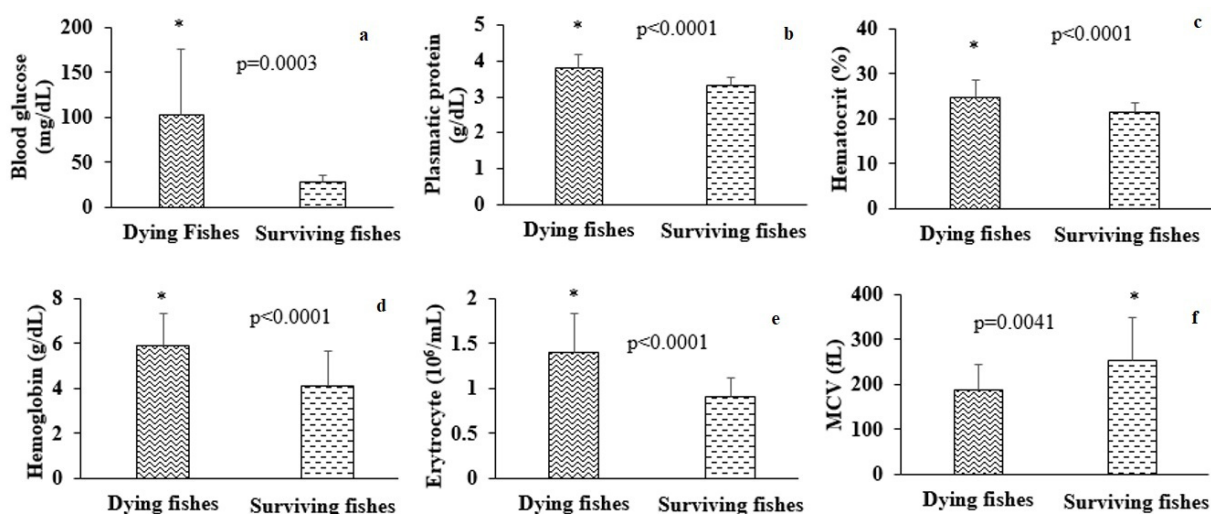 200
150
100
50
0
Blood glucose
(mg/dL)
*
a
p=0.0003
Dying Fishes
Surviving fishes
6
5
4
3
2
1
0
Plasmatic protein
(g/dL)
*
p<0.0001
b
Dying fishes
Surviving fishes
40
30
20
10
0
Hematocrit (%)
*
p<0.0001
c
Dying fishes
Surviving fishes
8
6
4
2
0
Hemoglobin (g/dL)
*
p<0.0001
d
Dying fishes
Surviving fishes
2
1.5
1
0.5
0
Erytrocyte (10⁶/mL)
*
p<0.0001
e
Dying fishes
Surviving fishes
400
300
200
100
0
MCV (fL)
p=0.0041
*
f
Dying fishes
Surviving fishes